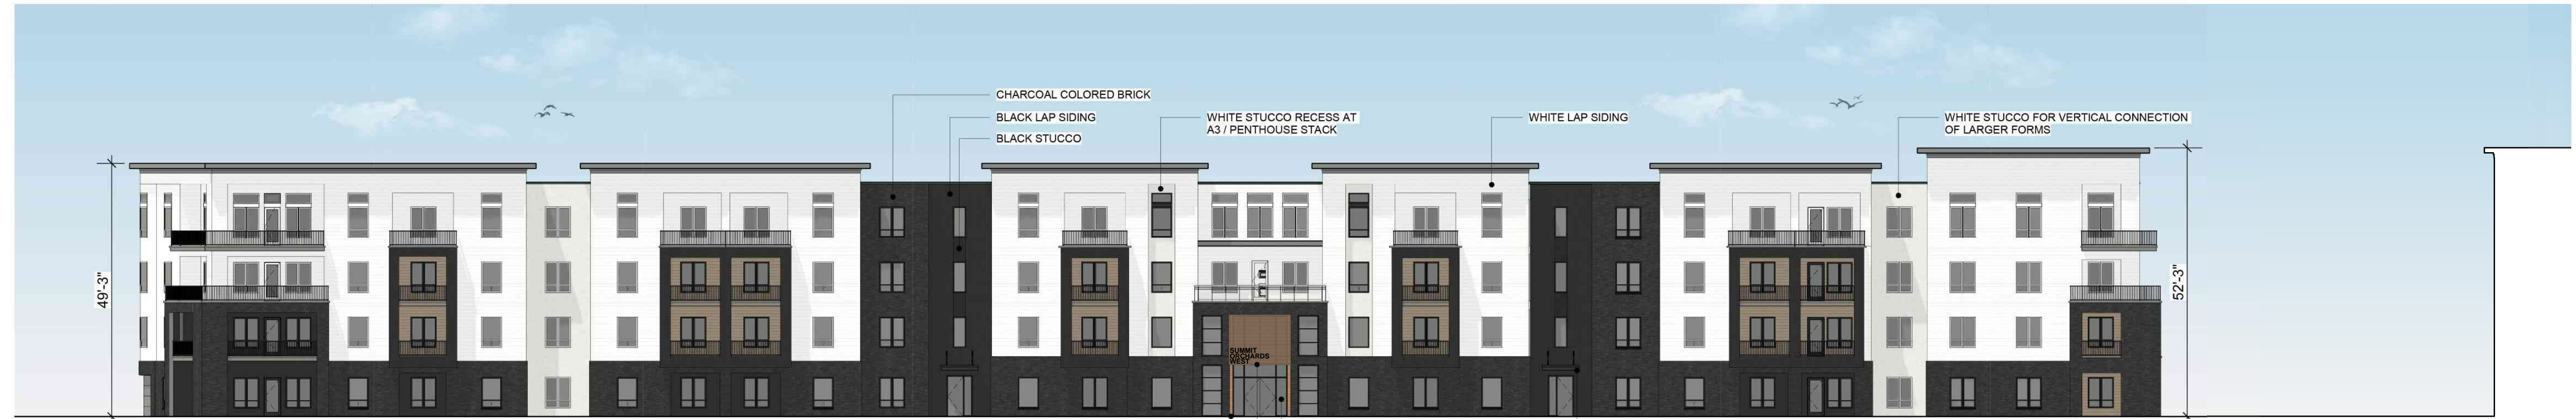 CHARCOAL COLORED BRICK
BLACK LAP SIDING
BLACK STUCCO
WHITE STUCCO RECESS AT
A3 / PENTHOUSE STACK
WHITE LAP SIDING
WHITE STUCCO FOR VERTICAL CONNECTION
OF LARGER FORMS
49'-3"
52'-3"
SUMMIT
ORCHARDS
WEST